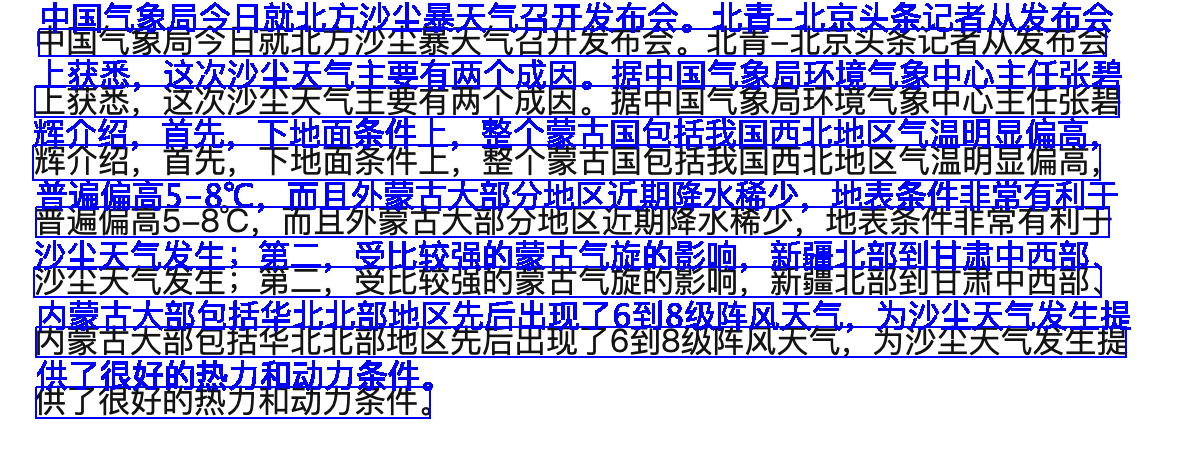 中国气象局今日就北方沙尘暴天气召开发布会。北青-北京头条记者从发布会
中国气象局今日就北方沙尘暴天气召开发布会。北青-北京头条记者从发布会
上获悉，这次沙尘天气主要有两个成因。据中国气象局环境气象中心主任张碧
上获悉，这次沙尘天气主要有两个成因。据中国气象局环境气象中心主任张碧
辉介绍，首先，下地面条件上，整个蒙古国包括我国西北地区气温明显偏高，
辉介绍，首先，下地面条件上，整个蒙古国包括我国西北地区气温明显偏高，
普遍偏高5-8℃，而且外蒙古大部分地区近期降水稀少，地表条件非常有利于
普遍偏高5-8℃，而且外蒙古大部分地区近期降水稀少，地表条件非常有利于
沙尘天气发生；第二，受比较强的蒙古气旋的影响，新疆北部到甘肃中西部、
沙尘天气发生；第二，受比较强的蒙古气旋的影响，新疆北部到甘肃中西部、
内蒙古大部包括华北北部地区先后出现了6到8级阵风天气，为沙尘天气发生提
内蒙古大部包括华北北部地区先后出现了6到8级阵风天气，为沙尘天气发生提
供了很好的热力和动力条件。
供了很好的热力和动力条件。